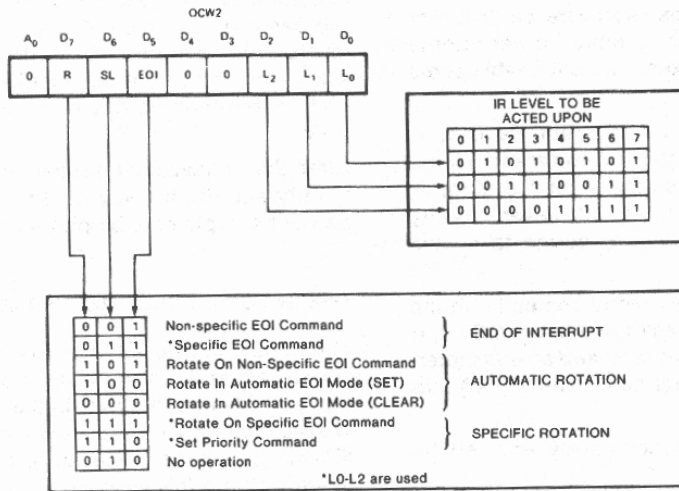 OCW2
A0 D7 D6 D5 D4 D3 D2 D1 D0
0 R SL EOI 0 0 L2 L1 L0
IR LEVEL TO BE
ACTED UPON
0 1 2 3 4 5 6 7
0 1 0 1 0 1 0 1
0 0 1 1 0 0 1 1
0 0 0 0 1 1 1 1
0 0 1 Non-specific EOI Command
0 1 1 *Specific EOI Command
END OF INTERRUPT
1 0 1 Rotate On Non-Specific EOI Command
1 0 0 Rotate In Automatic EOI Mode (SET)
0 0 0 Rotate In Automatic EOI Mode (CLEAR)
AUTOMATIC ROTATION
1 1 1 *Rotate On Specific EOI Command
1 1 0 *Set Priority Command
SPECIFIC ROTATION
0 1 0 No operation
*L0-L2 are used